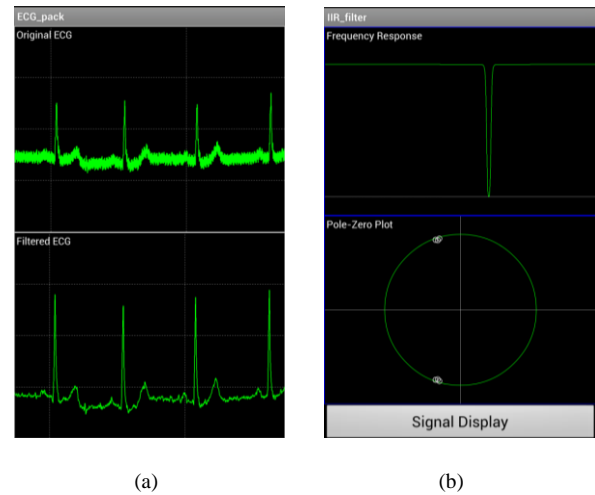 ECG_pack
Original ECG
Filtered ECG
IIR_filter
Frequency Response
Pole-Zero Plot
Signal Display
(a)
(b)